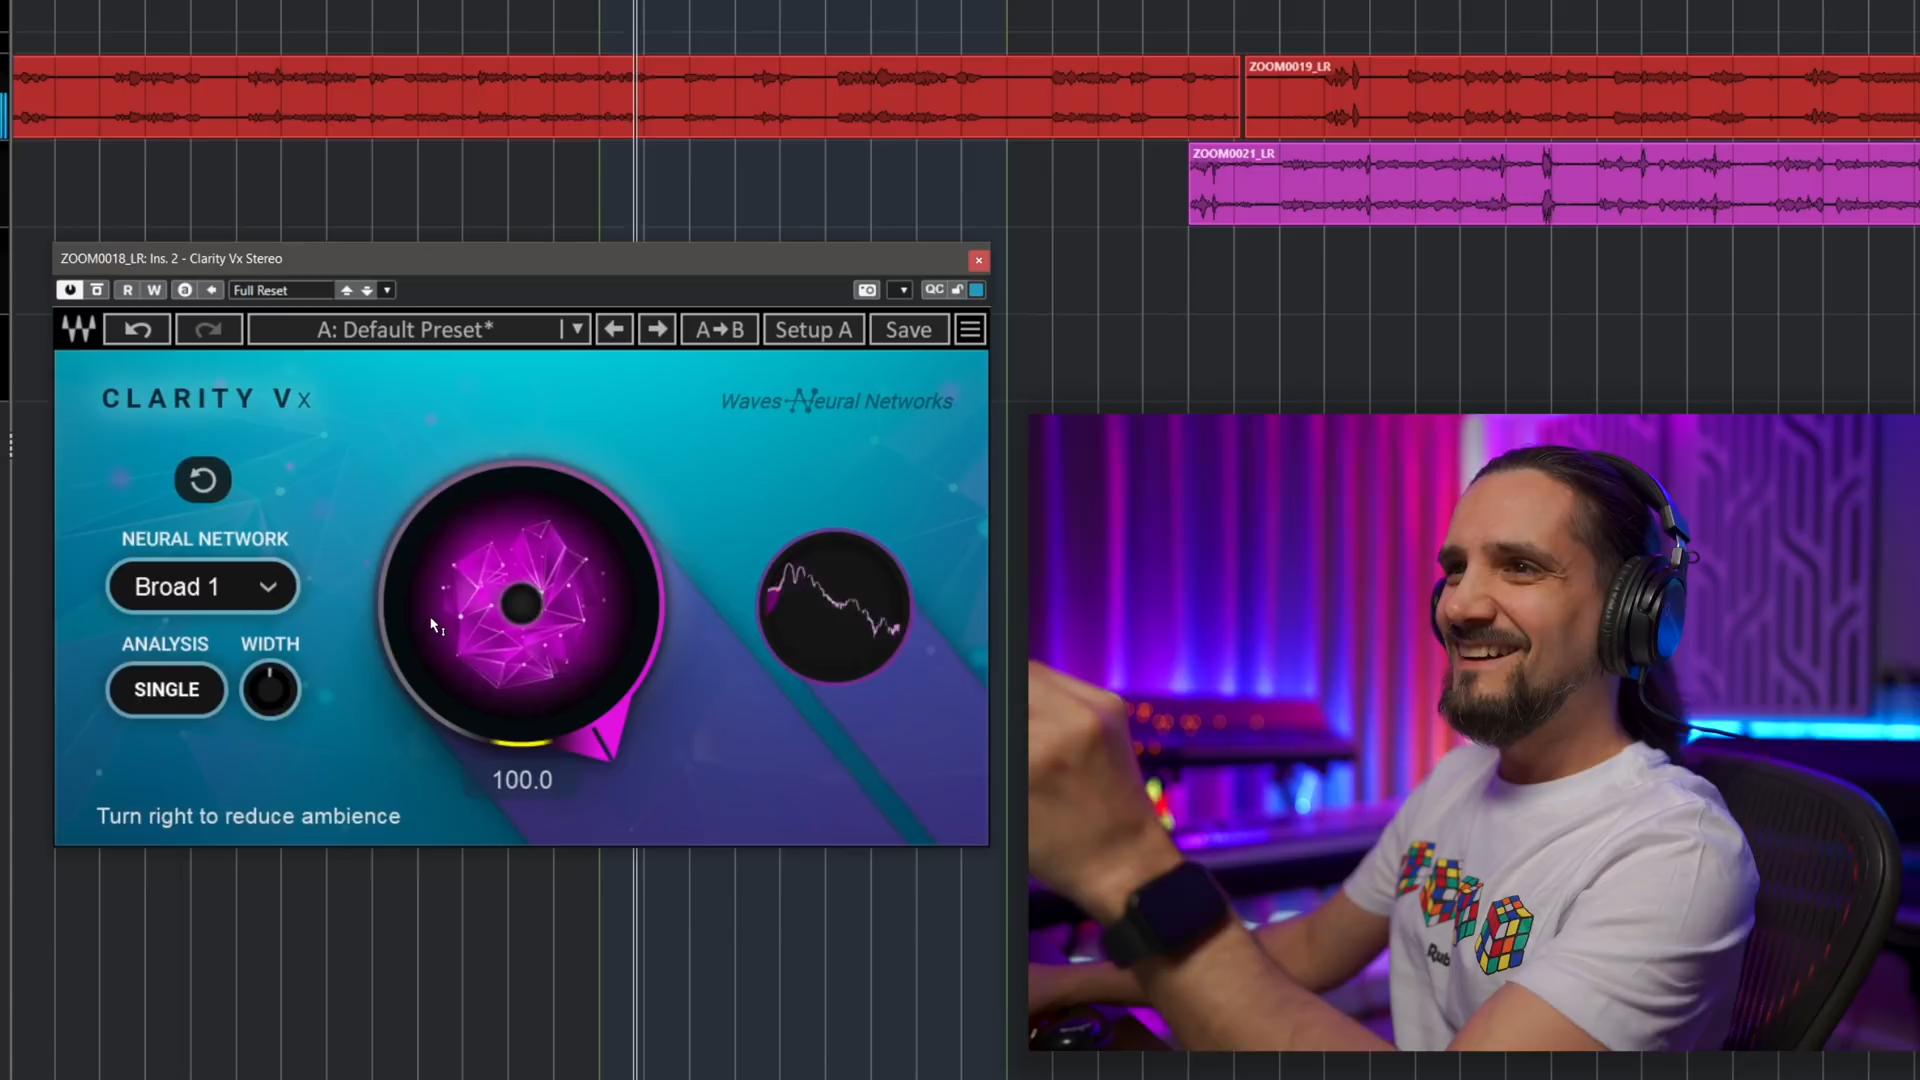 ZOOM0019_LR
ZOOM0021_LR
ZOOM0018_LR: Ins. 2 - Clarity Vx Stereo
R W a Full Reset QC
A: Default Preset* A→B Setup A Save
CLARITY Vx
Waves Neural Networks
NEURAL NETWORK
Broad 1
ANALYSIS WIDTH
SINGLE
100.0
Turn right to reduce ambience
Rub